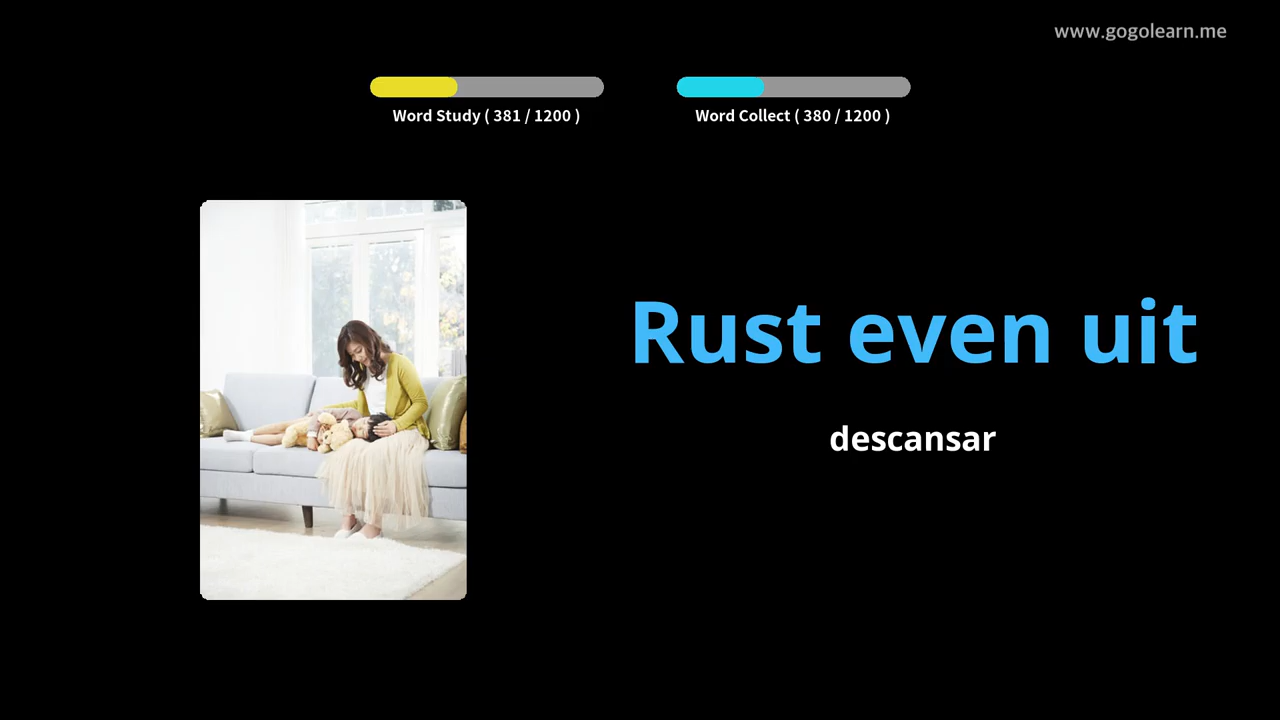 www.gogolearn.me
Word Study ( 381 / 1200 )
Word Collect ( 380 / 1200 )
Rust even uit
descansar